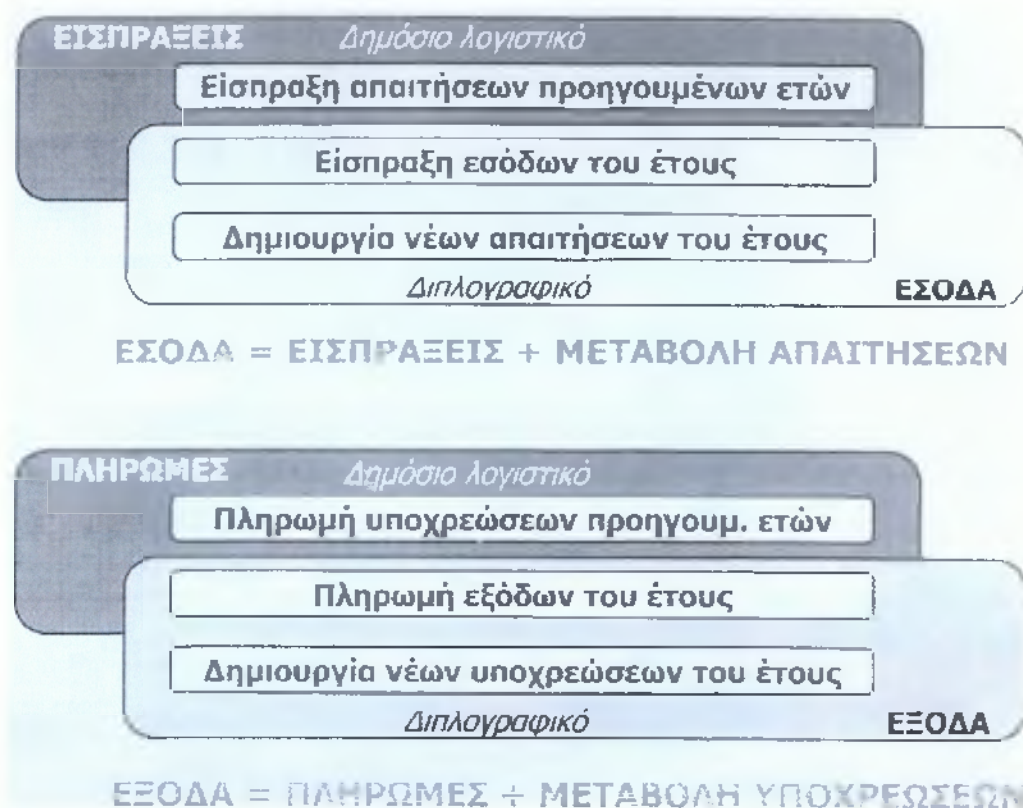 ΕΙΣΠΡΑΞΕΙΣ Δημόσιο λογιστικό
Είσπραξη απαιτήσεων προηγουμένων ετών
Είσπραξη εσόδων του έτους
Δημιουργία νέων απαιτήσεων του έτους
Διπλογραφικό ΕΣΟΔΑ
ΕΣΟΔΑ = ΕΙΣΠΡΑΞΕΙΣ + ΜΕΤΑΒΟΛΗ ΑΠΑΙΤΗΣΕΩΝ
ΠΛΗΡΩΜΕΣ Δημόσιο λογιστικό
Πληρωμή υποχρεώσεων προηγουμ. ετών
Πληρωμή εξόδων του έτους
Δημιουργία νέων υποχρεώσεων του έτους
Διπλογραφικό ΕΞΟΔΑ
ΕΞΟΔΑ = ΠΛΗΡΩΜΕΣ + ΜΕΤΑΒΟΛΗ ΥΠΟΧΡΕΩΣΕΩΝ